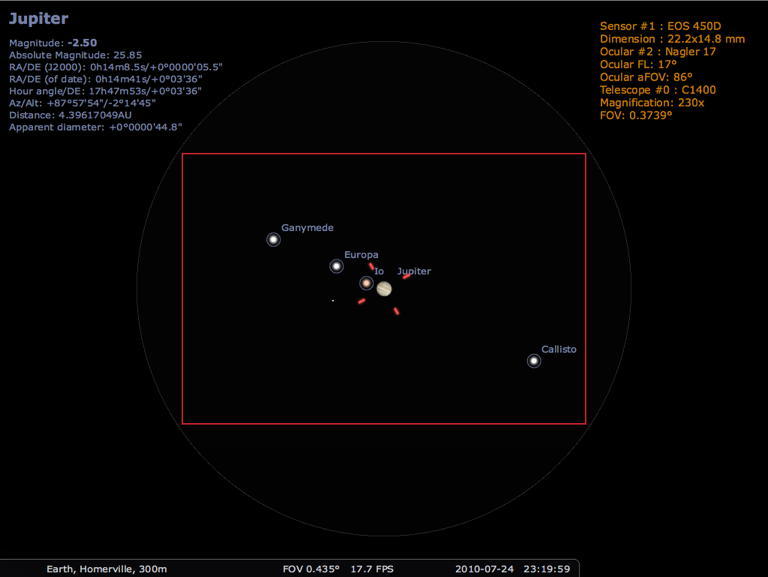 Jupiter
Magnitude: -2.50
Absolute Magnitude: 25.85
RA/DE (J2000): 0h14m8.5s/+0°0000'05.5"
RA/DE (of date): 0h14m41s/+0°03'36"
Hour angle/DE: 17h47m53s/+0°03'36"
Az/Alt: +87°57'54"/-2°14'45"
Distance: 4.39617049AU
Apparent diameter: +0°0000'44.8"
Sensor #1 : EOS 450D
Dimension : 22.2x14.8 mm
Ocular #2 : Nagler 17
Ocular FL: 17°
Ocular aFOV: 86°
Telescope #0 : C1400
Magnification: 230x
FOV: 0.3739°
Ganymede
Europa
Io
Jupiter
Callisto
Earth, Homerville, 300m FOV 0.435° 17.7 FPS 2010-07-24 23:19:59